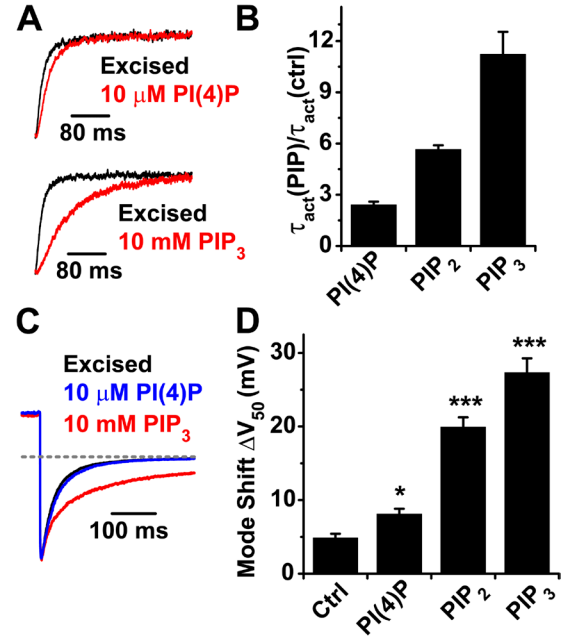 A
Excised
10 μM PI(4)P
80 ms
Excised
10 mM PIP3
80 ms
B
τact(PIP)/τact(ctrl)
12
9
6
3
0
PI(4)P
PIP2
PIP3
C
Excised
10 μM PI(4)P
10 mM PIP3
100 ms
D
Mode Shift ΔV50 (mV)
30
20
10
0
*
***
***
Ctrl
PI(4)P
PIP2
PIP3